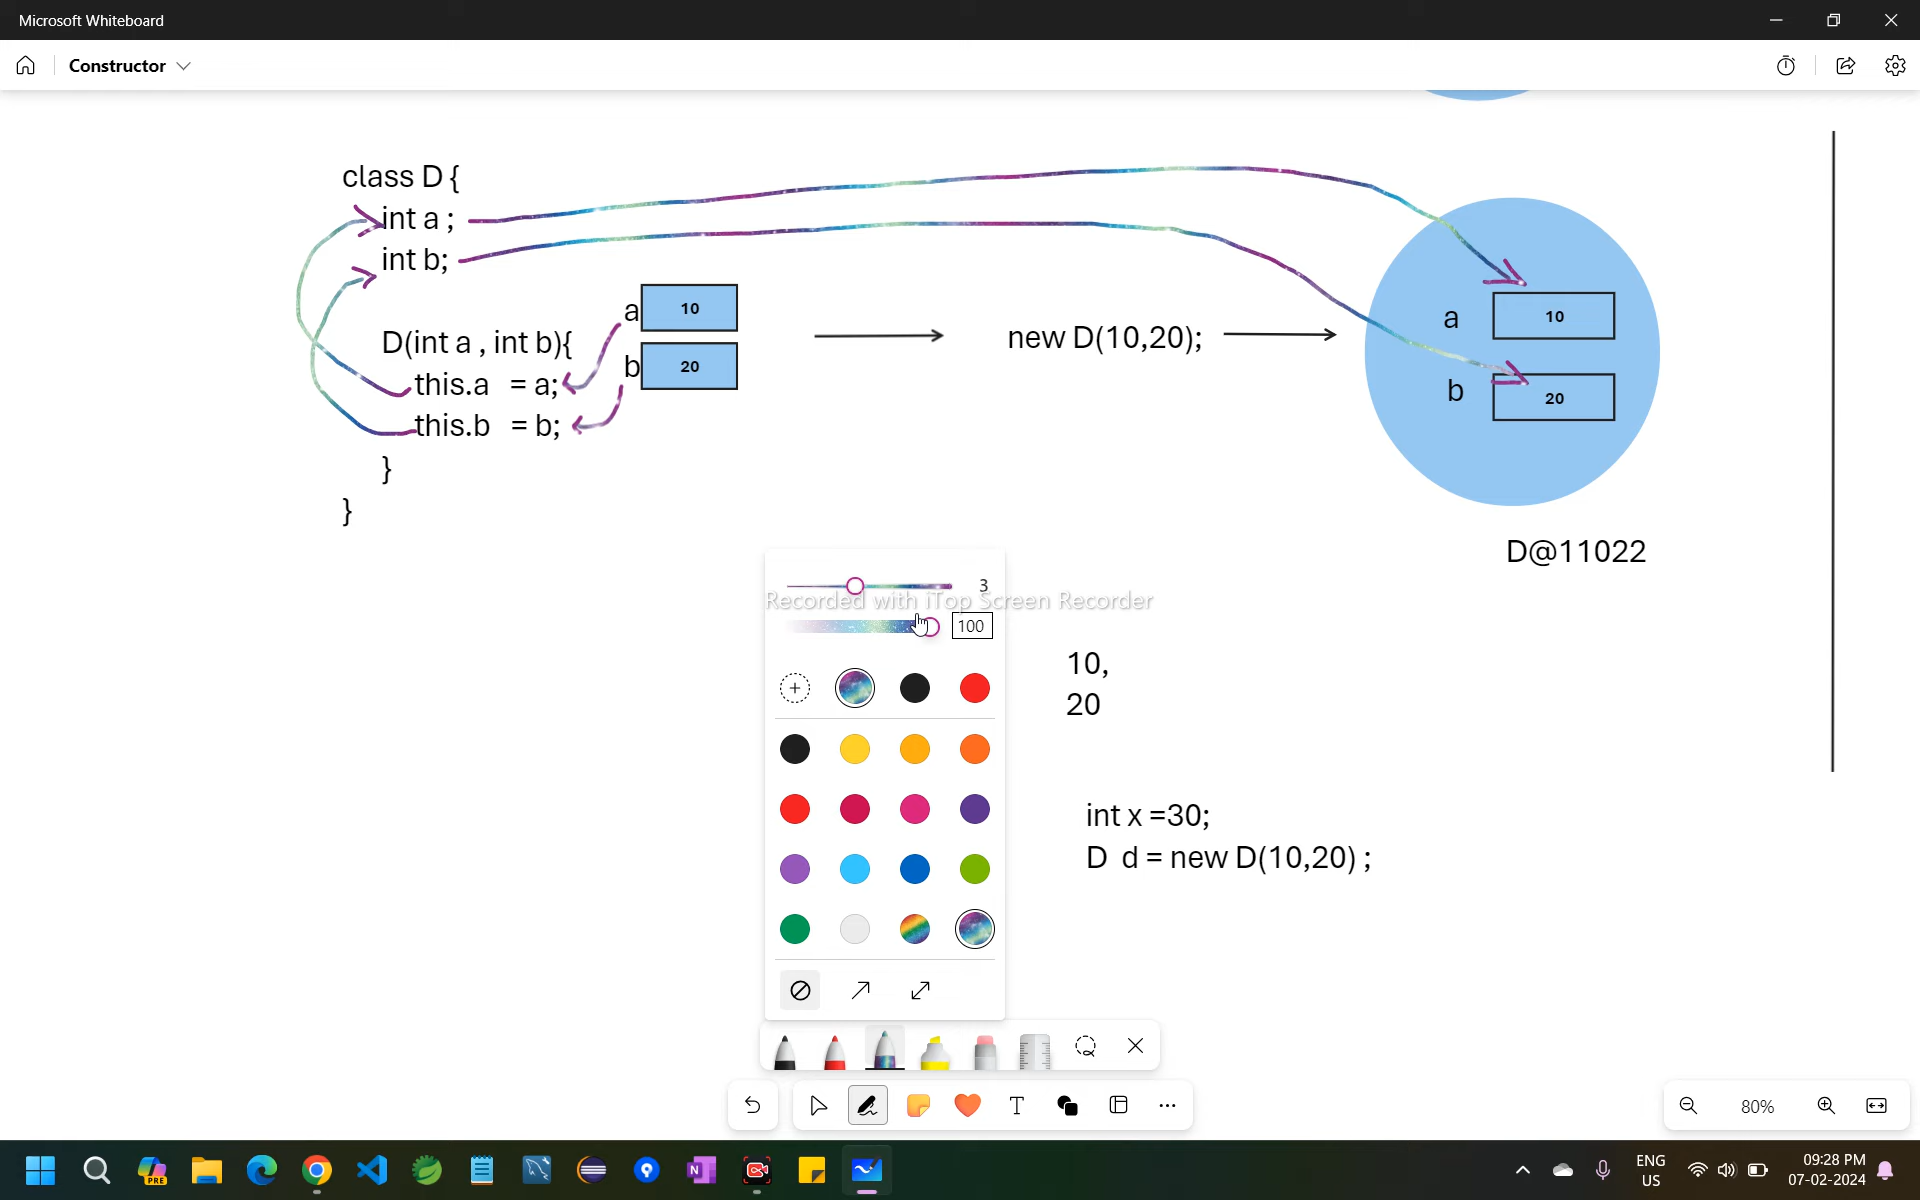 Microsoft Whiteboard
Constructor
class D {
int a ;
int b;
D(int a , int b){
this.a = a;
this.b = b;
}
}
a 10
b 20
new D(10,20);
a 10
b 20
D@11022
3
Recorded with iTop Screen Recorder
100
10,
20
int x =30;
D d = new D(10,20) ;
80%
PRE
N
ENG
US
09:28 PM
07-02-2024